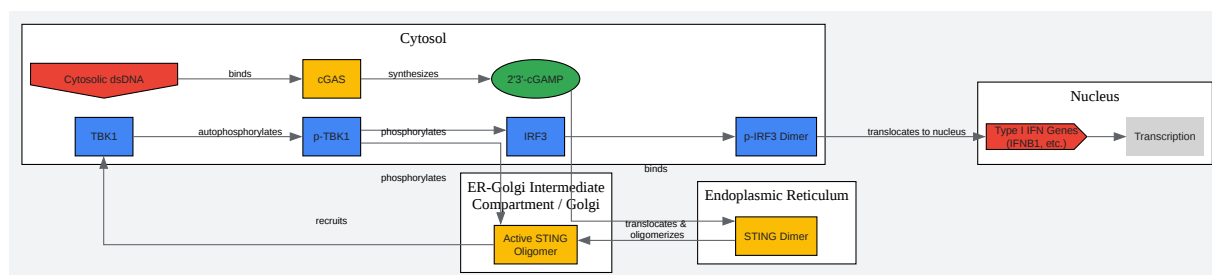 Cytosol
Cytosolic dsDNA
binds
cGAS
synthesizes
2'3'-cGAMP
TBK1
autophosphorylates
p-TBK1
phosphorylates
IRF3
p-IRF3 Dimer
translocates to nucleus
Nucleus
Type I IFN Genes
(IFNB1, etc.)
Transcription
phosphorylates
binds
ER-Golgi Intermediate
Compartment / Golgi
Endoplasmic Reticulum
recruits
Active STING
Oligomer
translocates &
oligomerizes
STING Dimer